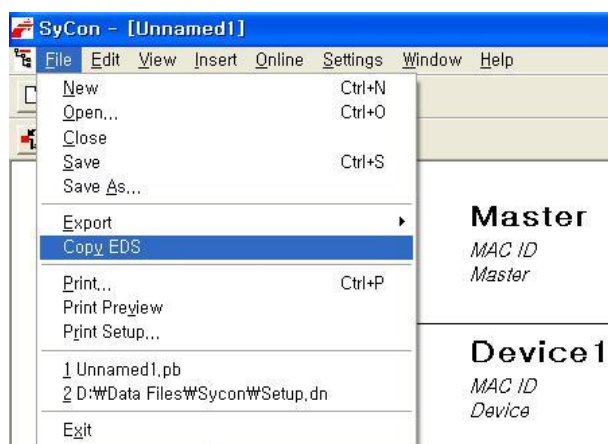 SyCon - [Unnamed1]
File Edit View Insert Online Settings Window Help
New Ctrl+N
Open... Ctrl+O
Close
Save Ctrl+S
Save As...
Export
Copy EDS
Print... Ctrl+P
Print Preview
Print Setup...
1 Unnamed1.pb
2 D:₩Data Files₩Sycon₩Setup.dn
Exit
Master
MAC ID
Master
Device1
MAC ID
Device